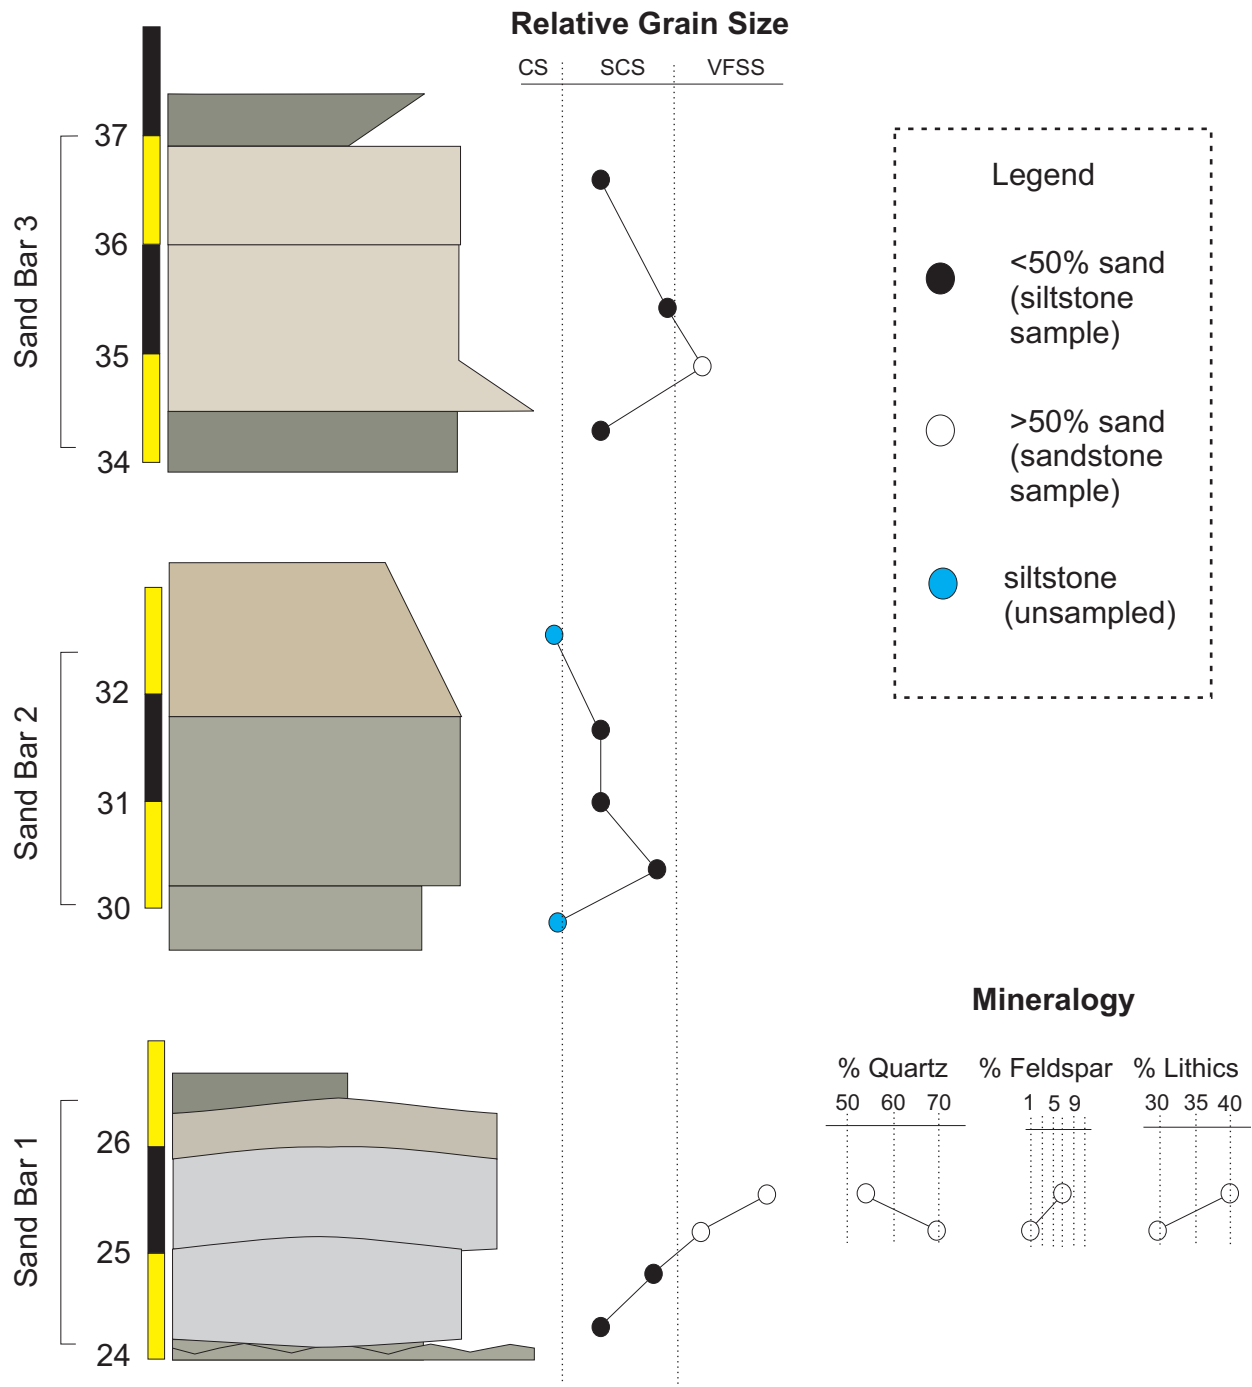 Relative Grain Size
CS SCS VFSS
Sand Bar 3
37
36
35
34
Legend
<50% sand
(siltstone
sample)
>50% sand
(sandstone
sample)
siltstone
(unsampled)
Sand Bar 2
32
31
30
Sand Bar 1
26
25
24
Mineralogy
% Quartz % Feldspar % Lithics
50 60 70 1 5 9 30 35 40